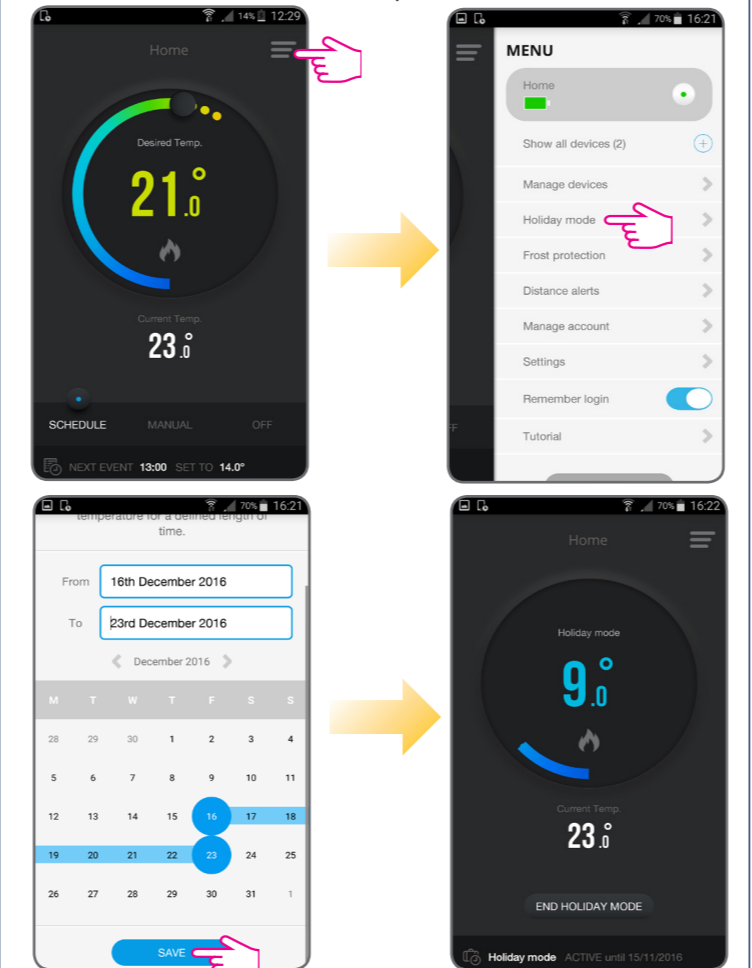 14% 12:29
Home
Desired Temp.
21.0°
Current Temp.
23.0°
SCHEDULE MANUAL OFF
NEXT EVENT 13:00 SET TO 14.0°
70% 16:21
MENU
Home
Show all devices (2)
Manage devices
Holiday mode
Frost protection
Distance alerts
Manage account
Settings
Remember login
Tutorial
70% 16:21
temperature for a defined length of
time.
From 16th December 2016
To 23rd December 2016
December 2016
M T W T F S S
28 29 30 1 2 3 4
5 6 7 8 9 10 11
12 13 14 15 16 17 18
19 20 21 22 23 24 25
26 27 28 29 30 31 1
SAVE
70% 16:22
Home
Holiday mode
9.0°
Current Temp.
23.0°
END HOLIDAY MODE
Holiday mode ACTIVE until 15/11/2016